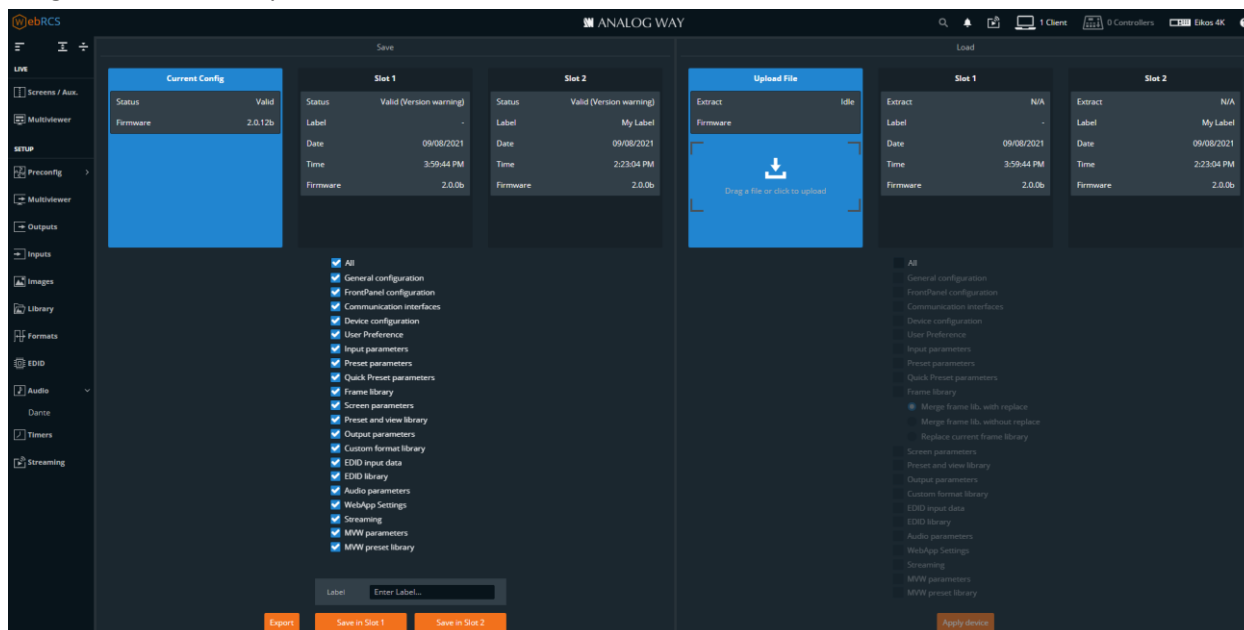 WebRCS
ANALOG WAY
1 Client
0 Controllers
Eikos 4K
LIVE
Screens / Aux.
Multiviewer
SETUP
Preconfig
Multiviewer
Outputs
Inputs
Images
Library
Formats
EDID
Audio
Dante
Timers
Streaming
Save
Current Config
Status Valid
Firmware 2.0.12b
Slot 1
Status Valid (Version warning)
Label -
Date 09/08/2021
Time 3:59:44 PM
Firmware 2.0.0b
Slot 2
Status Valid (Version warning)
Label My Label
Date 09/08/2021
Time 2:23:04 PM
Firmware 2.0.0b
All
General configuration
FrontPanel configuration
Communication interfaces
Device configuration
User Preference
Input parameters
Preset parameters
Quick Preset parameters
Frame library
Screen parameters
Preset and view library
Output parameters
Custom format library
EDID input data
EDID library
Audio parameters
WebApp Settings
Streaming
MVW parameters
MVW preset library
Label Enter Label...
Export
Save in Slot 1
Save in Slot 2
Load
Upload File
Extract Idle
Firmware
Drag a file or click to upload
Slot 1
Extract N/A
Label -
Date 09/08/2021
Time 3:59:44 PM
Firmware 2.0.0b
Slot 2
Extract N/A
Label My Label
Date 09/08/2021
Time 2:23:04 PM
Firmware 2.0.0b
All
General configuration
FrontPanel configuration
Communication interfaces
Device configuration
User Preference
Input parameters
Preset parameters
Quick Preset parameters
Frame library
Merge frame lib. with replace
Merge frame lib. without replace
Replace current frame library
Screen parameters
Preset and view library
Output parameters
Custom format library
EDID input data
EDID library
Audio parameters
WebApp Settings
Streaming
MVW parameters
MVW preset library
Apply device